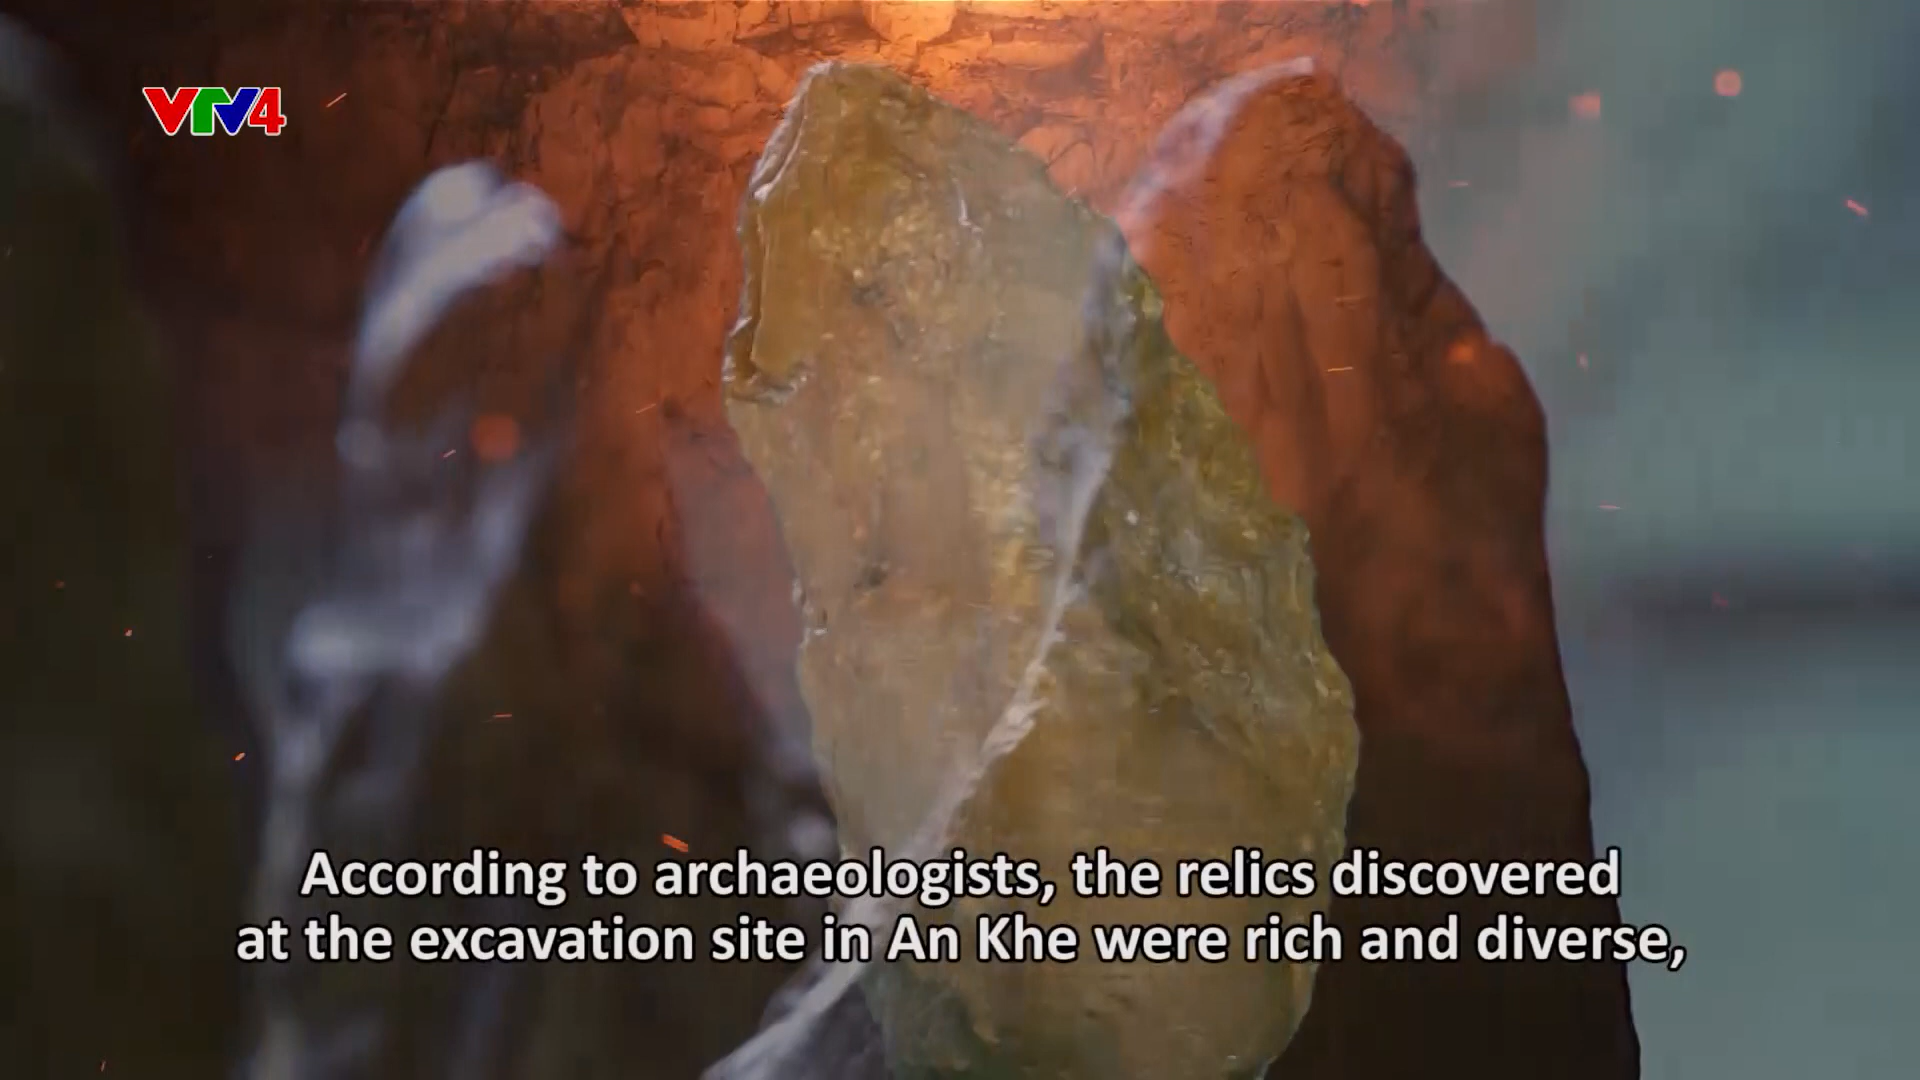 VTV4
According to archaeologists, the relics discovered
at the excavation site in An Khe were rich and diverse,